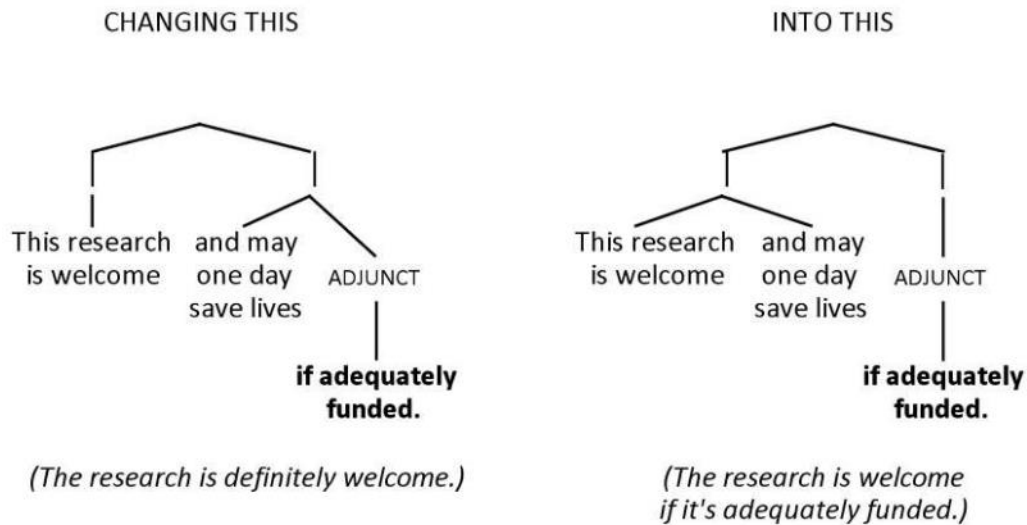 CHANGING THIS
This research
is welcome
and may
one day
save lives
ADJUNCT
if adequately
funded.
(The research is definitely welcome.)
INTO THIS
This research
is welcome
and may
one day
save lives
ADJUNCT
if adequately
funded.
(The research is welcome
if it's adequately funded.)